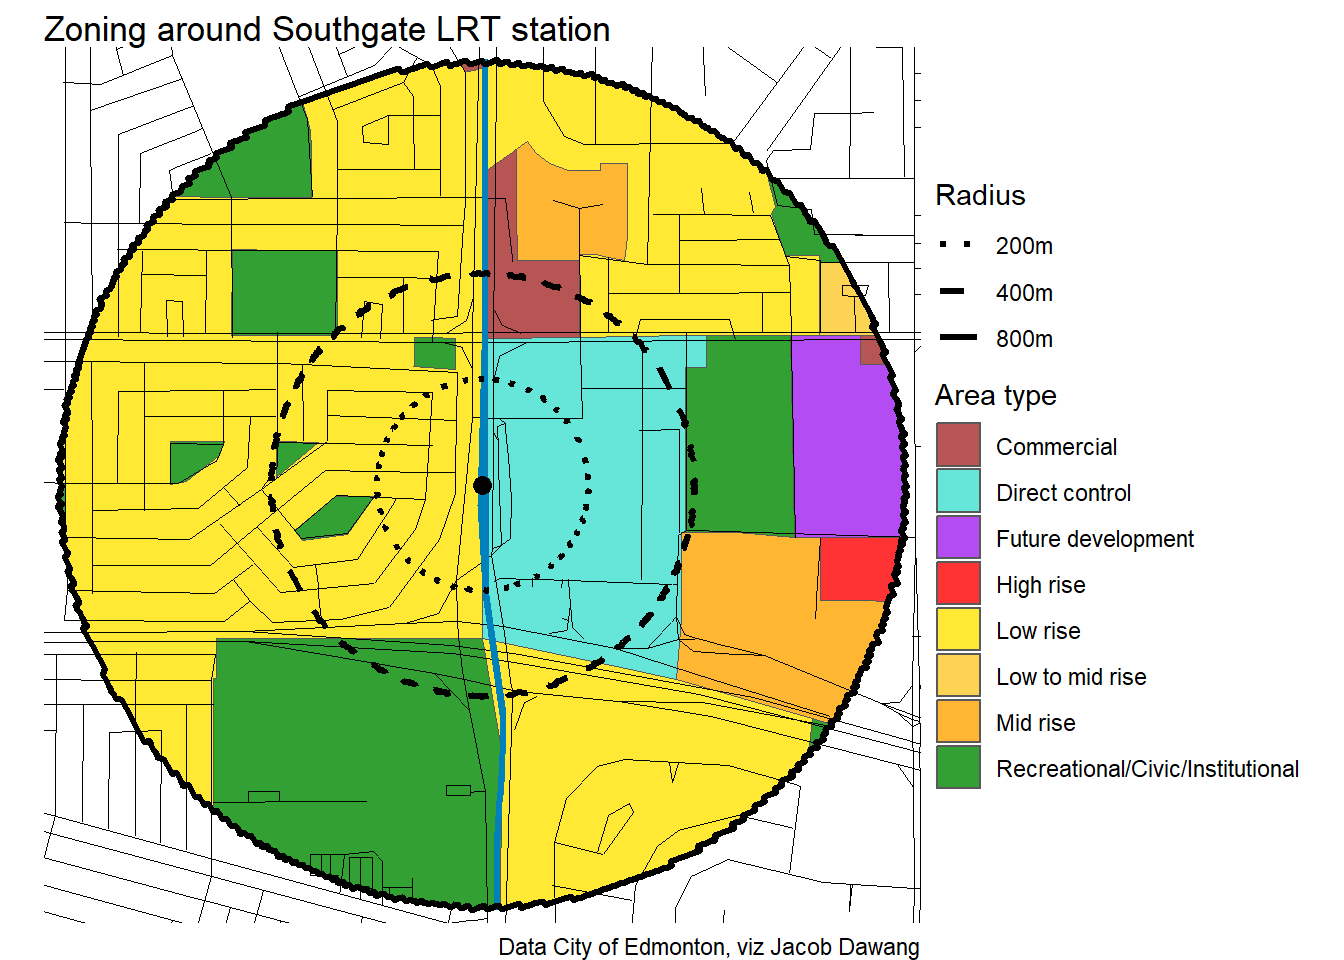 Zoning around Southgate LRT station
Radius
200m
400m
800m
Area type
Commercial
Direct control
Future development
High rise
Low rise
Low to mid rise
Mid rise
Recreational/Civic/Institutional
Data City of Edmonton, viz Jacob Dawang